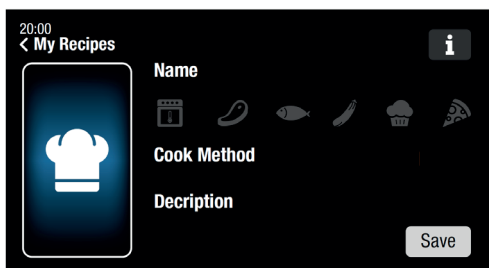 20:00
< My Recipes
i
Name
Cook Method
Decription
Save